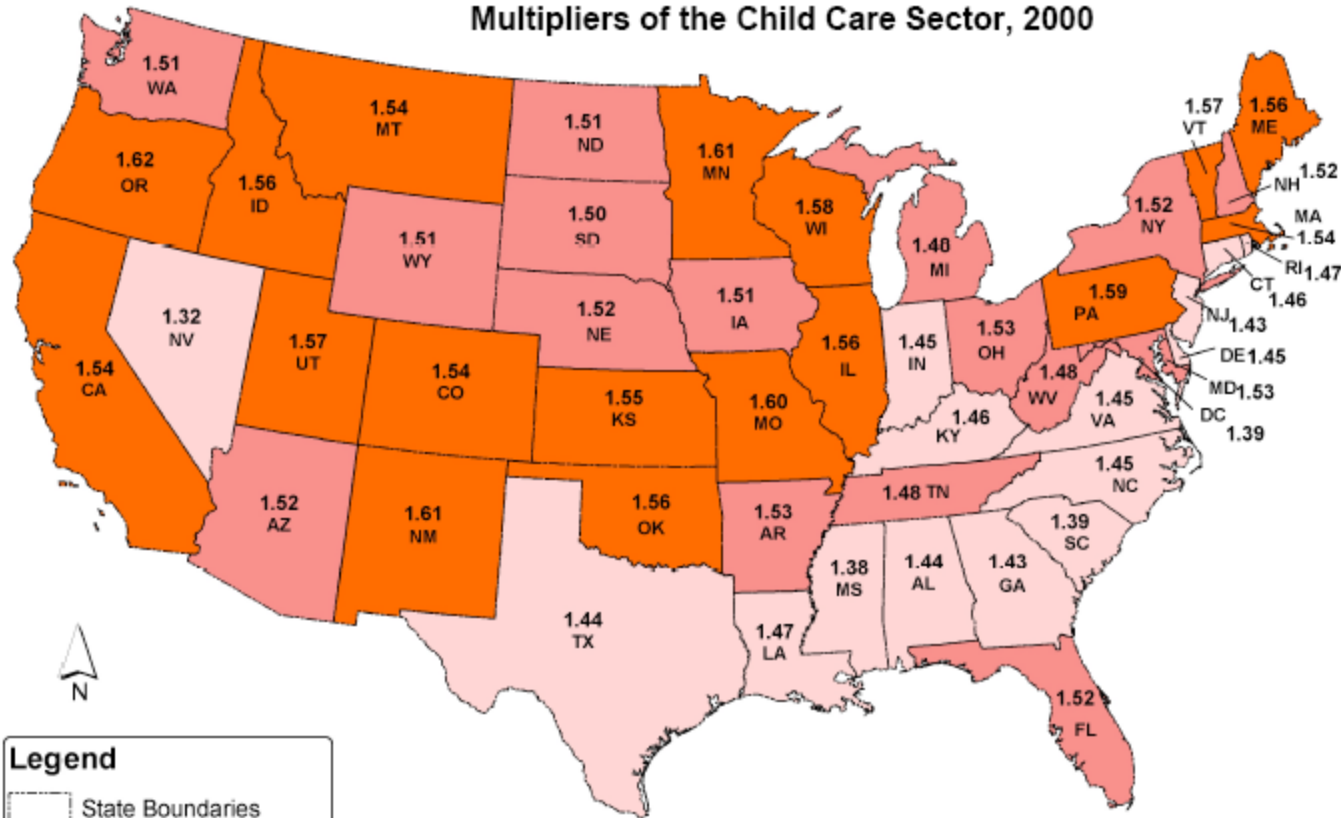 Multipliers of the Child Care Sector, 2000
1.51
WA
1.54
MT
1.51
ND
1.61
MN
1.57
VT
1.56
ME
1.62
OR
1.56
ID
1.50
SD
1.58
WI
1.52
NY
NH 1.52
MA
1.54
1.51
WY
1.48
MI
RI 1.47
CT
1.46
1.32
NV
1.52
NE
1.51
IA
1.59
PA
NJ 1.43
1.57
UT
1.54
CO
1.56
IL
1.45
IN
1.53
OH
DE 1.45
1.54
CA
1.55
KS
1.60
MO
1.48
WV
1.45
VA
MD 1.53
DC
1.39
1.46
KY
1.52
AZ
1.61
NM
1.56
OK
1.53
AR
1.48 TN
1.45
NC
1.39
SC
1.38
MS
1.44
AL
1.43
GA
1.44
TX
1.47
LA
1.52
FL
N
Legend
State Boundaries